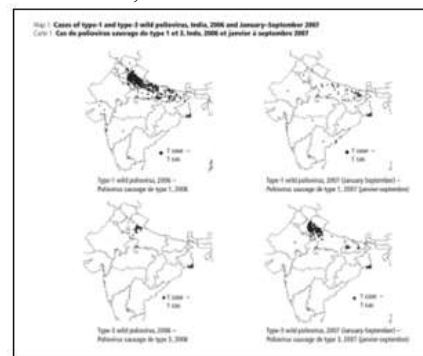 Map 1 Cases of type-1 and type-3 wild poliovirus, India, 2006 and January–September 2007
Carte 1 Cas de poliovirus sauvage de type 1 et 3, Inde, 2006 et janvier à septembre 2007
1 case –
1 cas
1 case –
1 cas
Type-1 wild poliovirus, 2006 –
Poliovirus sauvage de type 1, 2006
Type-1 wild poliovirus, 2007 (January-September) –
Poliovirus sauvage de type 1, 2007 (janvier-septembre)
1 case –
1 cas
1 case –
1 cas
Type-3 wild poliovirus, 2006 –
Poliovirus sauvage de type 3, 2006
Type-3 wild poliovirus, 2007 (January-September) –
Poliovirus sauvage de type 3, 2007 (janvier-septembre)